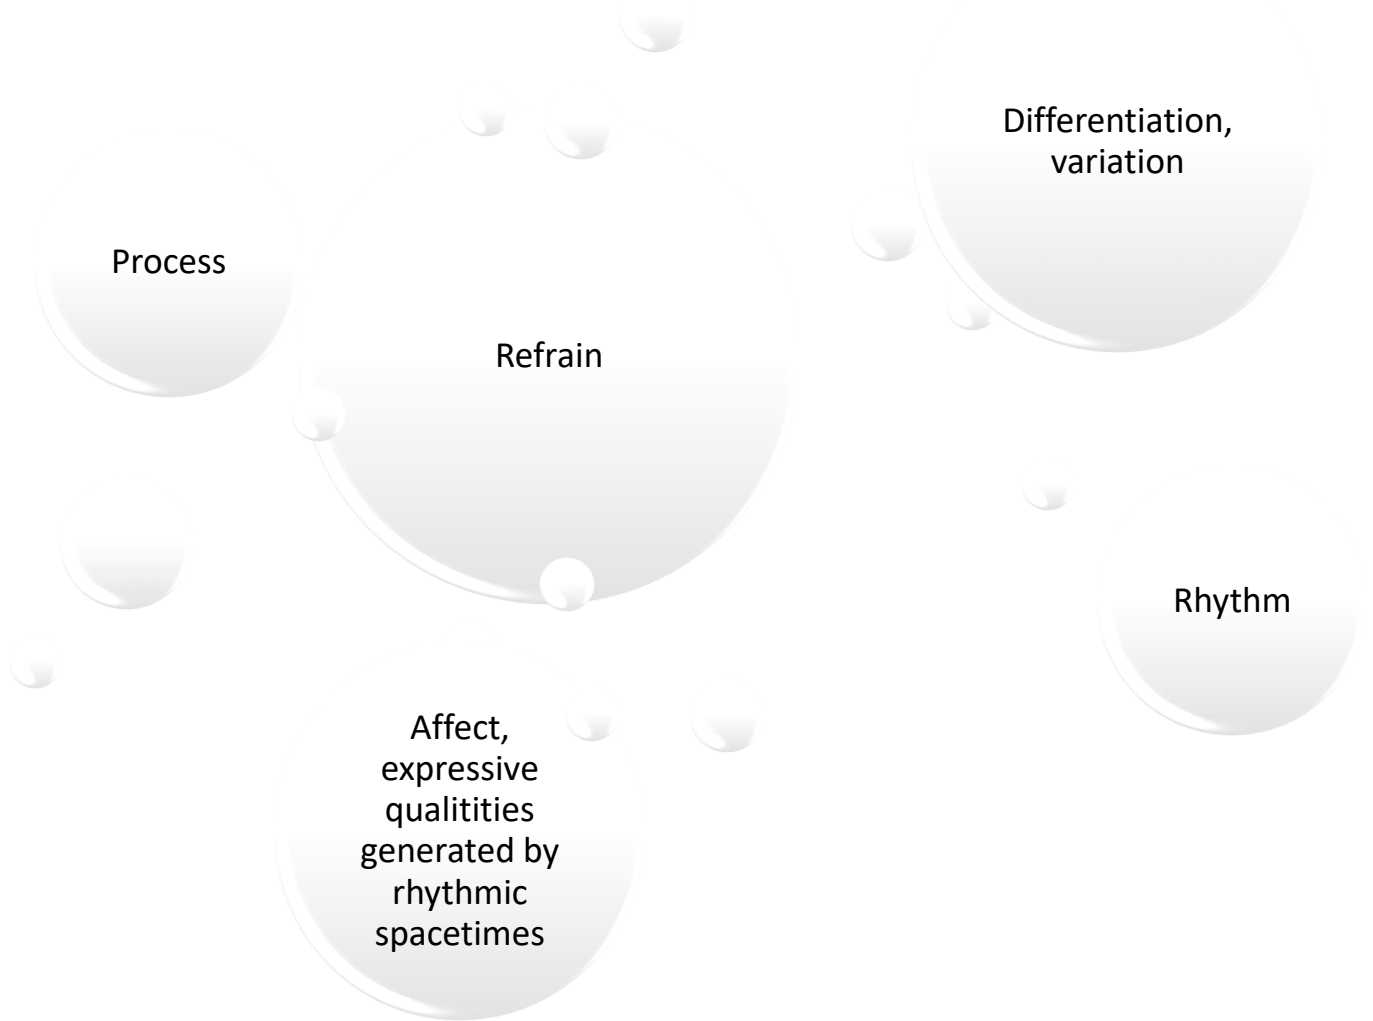 Differentiation,
variation
Process
Refrain
Rhythm
Affect,
expressive
qualitities
generated by
rhythmic
spacetimes